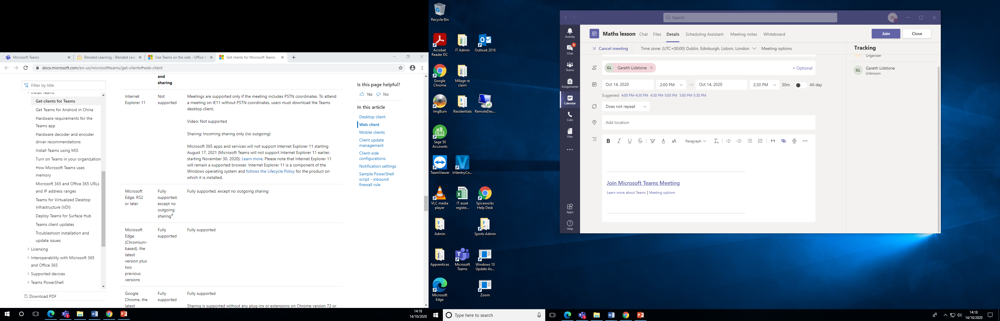 Microsoft Teams
Blended Learning - Blended Lear
Use Teams on the web - Office S
Get clients for Microsoft Teams -
docs.microsoft.com/en-us/microsoftteams/get-clients#web-client
Filter by title
Install Teams
Get clients for Teams
Get Teams for Android in China
Hardware requirements for the
Teams app
Hardware decoder and encoder
driver recommendations
Install Teams using MSI
Turn on Teams in your organization
How Microsoft Teams uses
memory
Microsoft 365 and Office 365 URLs
and IP address ranges
Teams for Virtualized Desktop
Infrastructure (VDI)
Deploy Teams for Surface Hub
Teams client updates
Troubleshoot installation and
update issues
Licensing
Interoperability with Microsoft 365
and Office 365
Supported devices
Teams PowerShell
Download PDF
and
sharing
Internet
Explorer 11
Not
supported
Meetings are supported only if the meeting includes PSTN coordinates. To attend
a meeting on IE11 without PSTN coordinates, users must download the Teams
desktop client.
Video: Not supported
Sharing: Incoming sharing only (no outgoing)
Microsoft 365 apps and services will not support Internet Explorer 11 starting
August 17, 2021 (Microsoft Teams will not support Internet Explorer 11 earlier,
starting November 30, 2020). Learn more. Please note that Internet Explorer 11
will remain a supported browser. Internet Explorer 11 is a component of the
Windows operating system and follows the Lifecycle Policy for the product on
which it is installed.
Microsoft
Edge, RS2
or later
Fully
supported,
except no
outgoing
sharing4
Fully supported, except no outgoing sharing
Microsoft
Edge
(Chromium-
based), the
latest
version plus
two
previous
versions
Fully
supported
Fully supported
Google
Chrome, the
latest
Fully
supported
Fully supported
Sharing is supported without any plug-ins or extensions on Chrome version 72 or
Is this page helpful?
Yes No
In this article
Desktop client
Web client
Mobile clients
Client update
management
Client-side
configurations
Notification settings
Sample PowerShell
script - inbound
firewall rule
1
14:18
14/10/2020
Recycle Bin
Acrobat
Reader DC
IT Admin
Outlook 2016
Google
Chrome
Milage re
claim
ImgBurn
Residentials
RemoteDes...
Sage 50
Accounts
TeamViewer
InVentryCo...
VLC media
player
IT asset
registe...
Spiceworks
Help Desk
Admin
Sports Admin
Apprentices
Microsoft
Teams
Windows 10
Update As...
Microsoft
Edge
Zoom
Search
IN
Activity
1
Chat
Teams
Assignments
Calendar
Calls
Files
Apps
Help
Maths lesson Chat Files Details Scheduling Assistant Meeting notes Whiteboard
Join
Close
Cancel meeting
Time zone: (UTC+00:00) Dublin, Edinburgh, Lisbon, London
Meeting options
GL Gareth Lidstone
+ Optional
Oct 14, 2020 2:00 PM Oct 14, 2020 2:30 PM 30m All day
Suggested: 4:00 PM-4:30 PM 4:30 PM-5:00 PM 5:00 PM-5:30 PM
Does not repeat
Add location
B I U S A AA Paragraph
Join Microsoft Teams Meeting
Learn more about Teams | Meeting options
Tracking
Organizer
GL
Gareth Lidstone
Unknown
Type here to search
1
14:18
14/10/2020